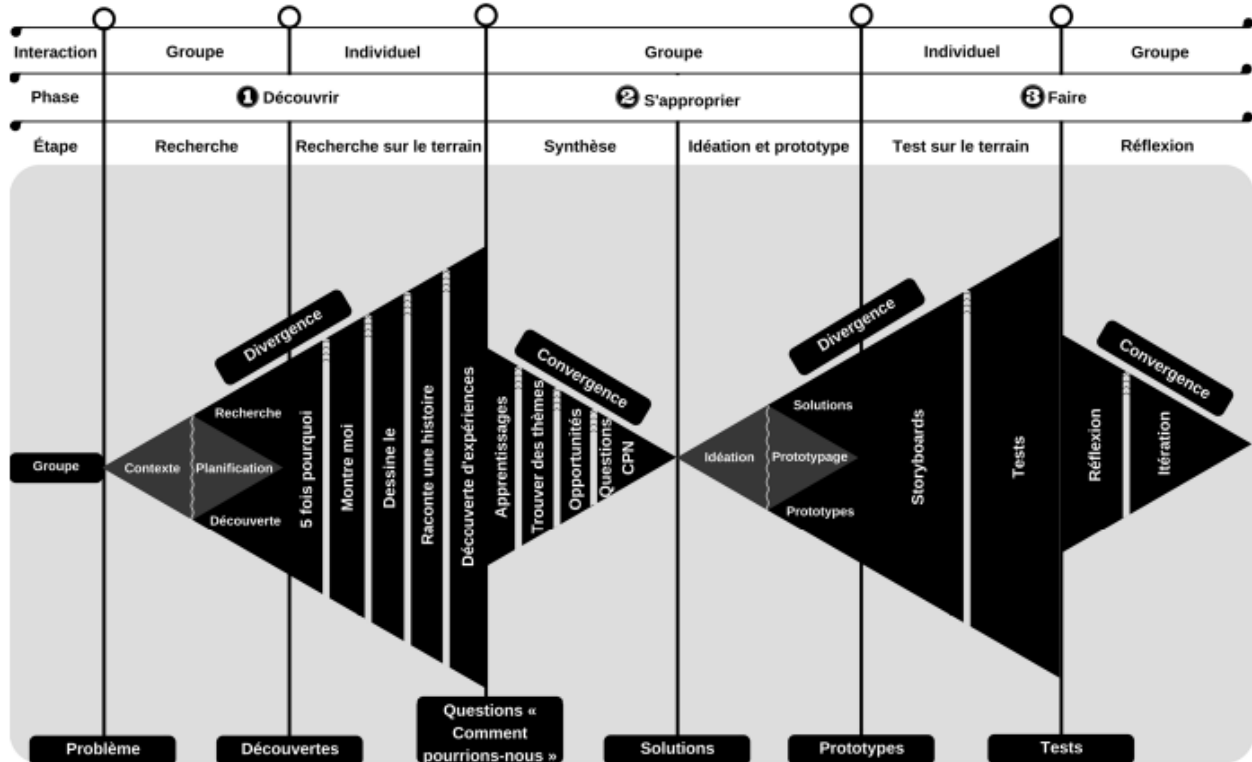 Interaction
Groupe
Individuel
Groupe
Individuel
Groupe
Phase
1 Découvrir
2 S'approprier
3 Faire
Étape
Recherche
Recherche sur le terrain
Synthèse
Idéation et prototype
Test sur le terrain
Réflexion
Groupe
Divergence
Recherche
Contexte
Planification
Découverte
5 fois pourquoi
Montre moi
Dessine le
Raconte une histoire
Découverte d'expériences
Convergence
Apprentissages
Trouver des thèmes
Opportunités
Questions
CPN
Divergence
Solutions
Idéation
Prototypage
Prototypes
Storyboards
Tests
Convergence
Réflexion
Itération
Problème
Découvertes
Questions «
Comment
pourrions-nous »
Solutions
Prototypes
Tests